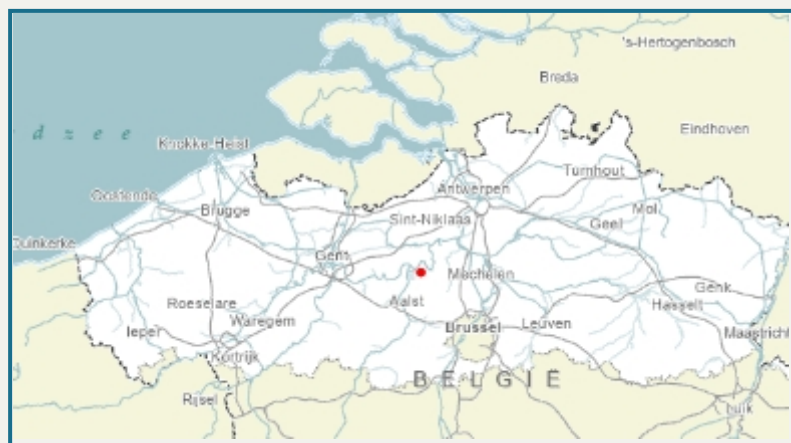 's-Hertogenbosch
Breda
d z e e
Eindhoven
Knokke-Heist
Turnhout
Antwerpen
Oostende
Mol
Brugge
Sint-Niklaas
Geel
Duinkerke
Gent
Mechelen
Genk
Roeselare
Aalst
Hasselt
Waregem
Ieper
Brussel
Leuven
Maastricht
Kortrijk
BELGIË
Rijsel
Luik